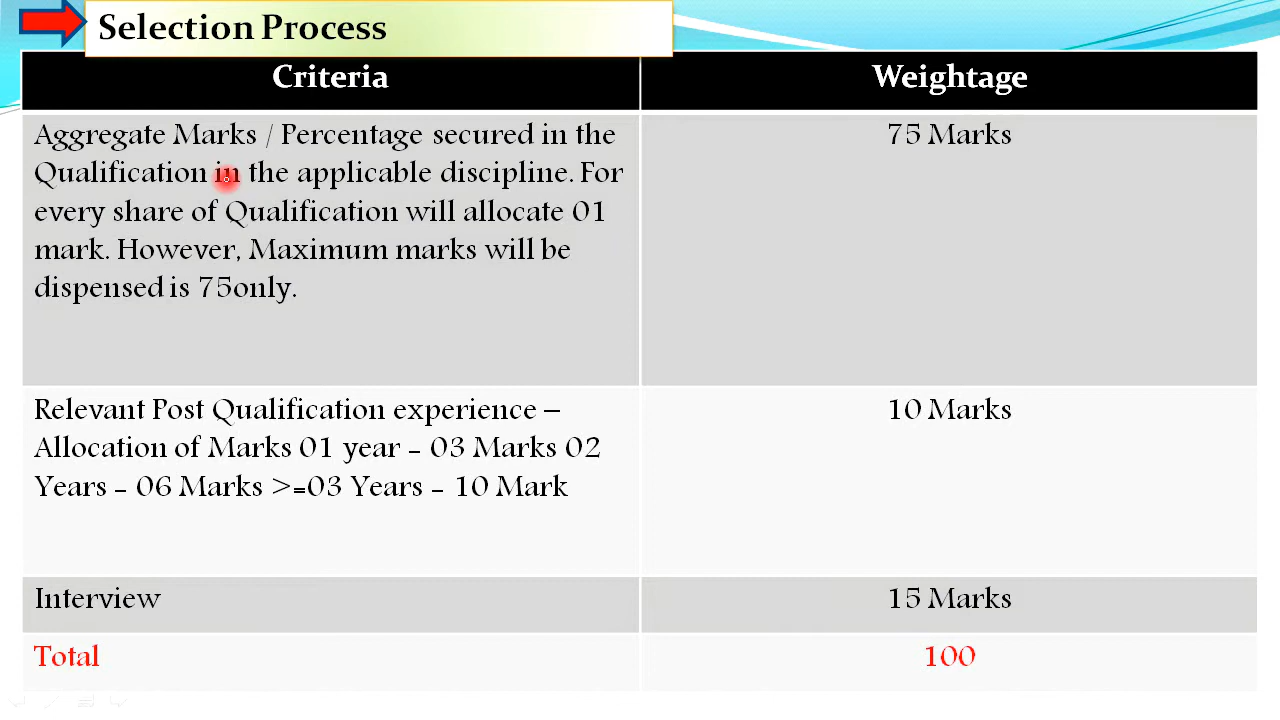 Selection Process
Criteria
Weightage
Aggregate Marks / Percentage secured in the
Qualification in the applicable discipline. For
every share of Qualification will allocate 01
mark. However, Maximum marks will be
dispensed is 75only.
75 Marks
Relevant Post Qualification experience –
Allocation of Marks 01 year – 03 Marks 02
Years – 06 Marks >=03 Years – 10 Mark
10 Marks
Interview
15 Marks
Total
100